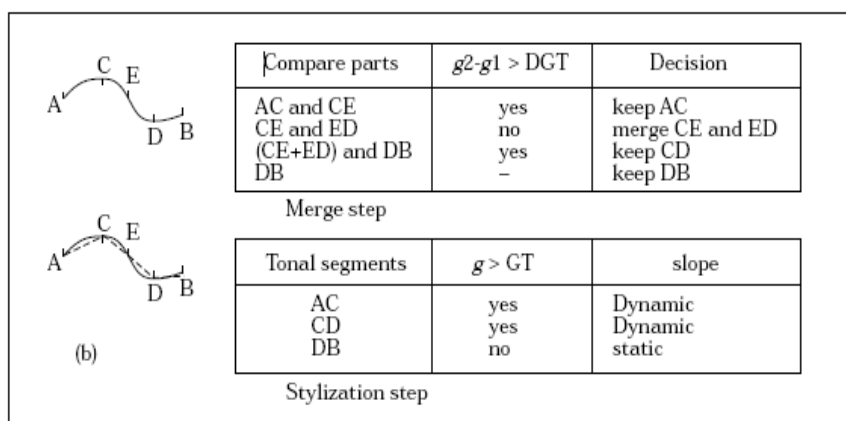 C
E
A
D
B
Compare parts g2-g1 > DGT Decision
AC and CE yes keep AC
CE and ED no merge CE and ED
(CE+ED) and DB yes keep CD
DB – keep DB
Merge step
C
E
A
D
B
Tonal segments g > GT slope
AC yes Dynamic
CD yes Dynamic
DB no static
(b)
Stylization step